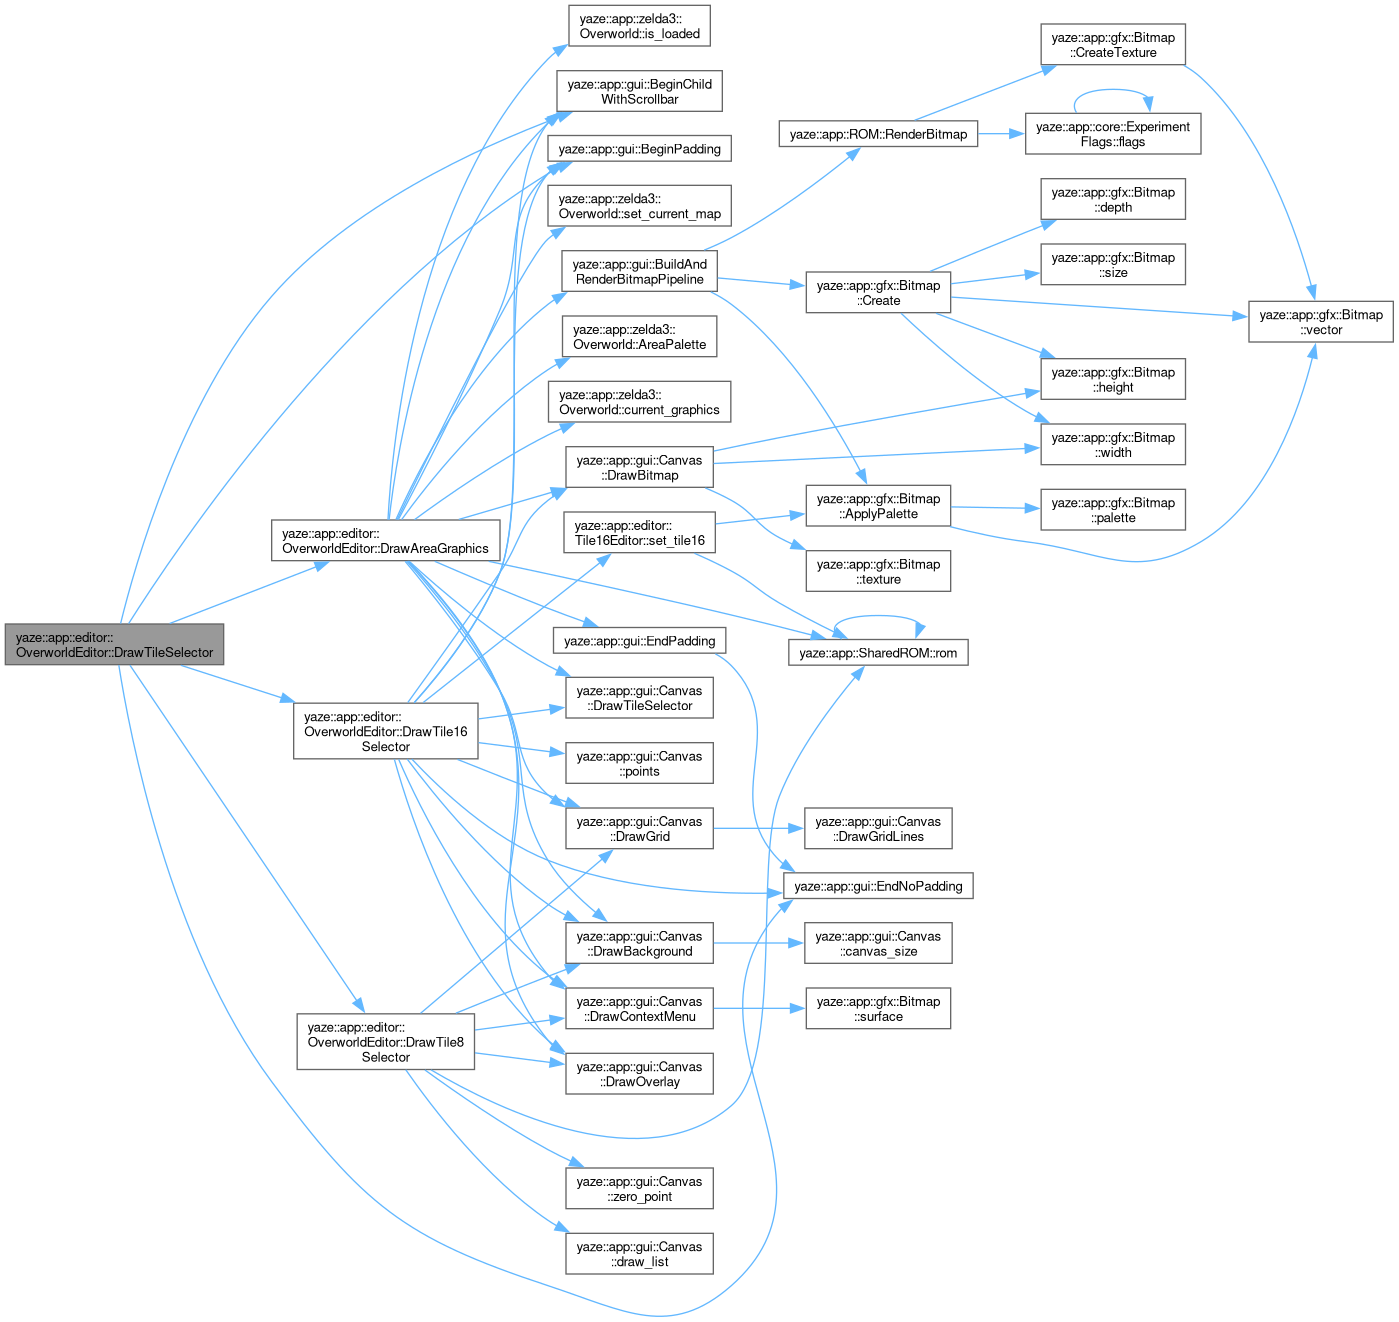 yaze::app::zelda3::
Overworld::is_loaded
yaze::app::gui::BeginChild
WithScrollbar
yaze::app::gui::BeginPadding
yaze::app::zelda3::
Overworld::set_current_map
yaze::app::gui::BuildAnd
RenderBitmapPipeline
yaze::app::zelda3::
Overworld::AreaPalette
yaze::app::zelda3::
Overworld::current_graphics
yaze::app::gui::Canvas
::DrawBitmap
yaze::app::editor::
Tile16Editor::set_tile16
yaze::app::gui::EndPadding
yaze::app::gui::Canvas
::DrawTileSelector
yaze::app::gui::Canvas
::points
yaze::app::gui::Canvas
::DrawGrid
yaze::app::gui::Canvas
::DrawBackground
yaze::app::gui::Canvas
::DrawContextMenu
yaze::app::gui::Canvas
::DrawOverlay
yaze::app::gui::Canvas
::zero_point
yaze::app::gui::Canvas
::draw_list
yaze::app::editor::
OverworldEditor::DrawTileSelector
yaze::app::editor::
OverworldEditor::DrawAreaGraphics
yaze::app::editor::
OverworldEditor::DrawTile16
Selector
yaze::app::editor::
OverworldEditor::DrawTile8
Selector
yaze::app::ROM::RenderBitmap
yaze::app::gfx::Bitmap
::Create
yaze::app::gfx::Bitmap
::ApplyPalette
yaze::app::gfx::Bitmap
::texture
yaze::app::SharedROM::rom
yaze::app::gui::Canvas
::DrawGridLines
yaze::app::gui::EndNoPadding
yaze::app::gui::Canvas
::canvas_size
yaze::app::gfx::Bitmap
::surface
yaze::app::gfx::Bitmap
::CreateTexture
yaze::app::core::Experiment
Flags::flags
yaze::app::gfx::Bitmap
::depth
yaze::app::gfx::Bitmap
::size
yaze::app::gfx::Bitmap
::height
yaze::app::gfx::Bitmap
::width
yaze::app::gfx::Bitmap
::palette
yaze::app::gfx::Bitmap
::vector